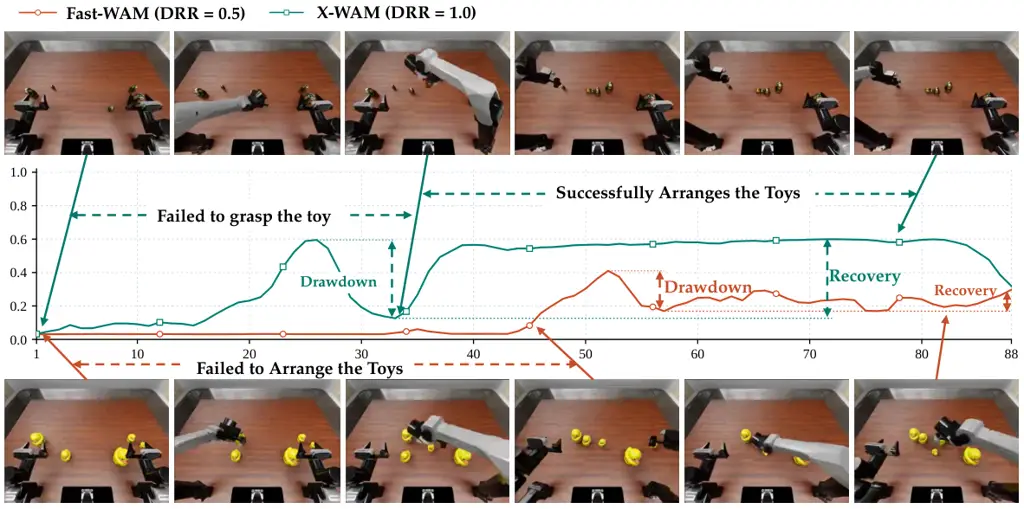 Fast-WAM (DRR = 0.5) X-WAM (DRR = 1.0)
1.0
0.8
0.6
0.4
0.2
0.0
Successfully Arranges the Toys
Failed to grasp the toy
Drawdown
Recovery
Drawdown
Recovery
1 10 20 30 40 50 60 70 80 88
Failed to Arrange the Toys